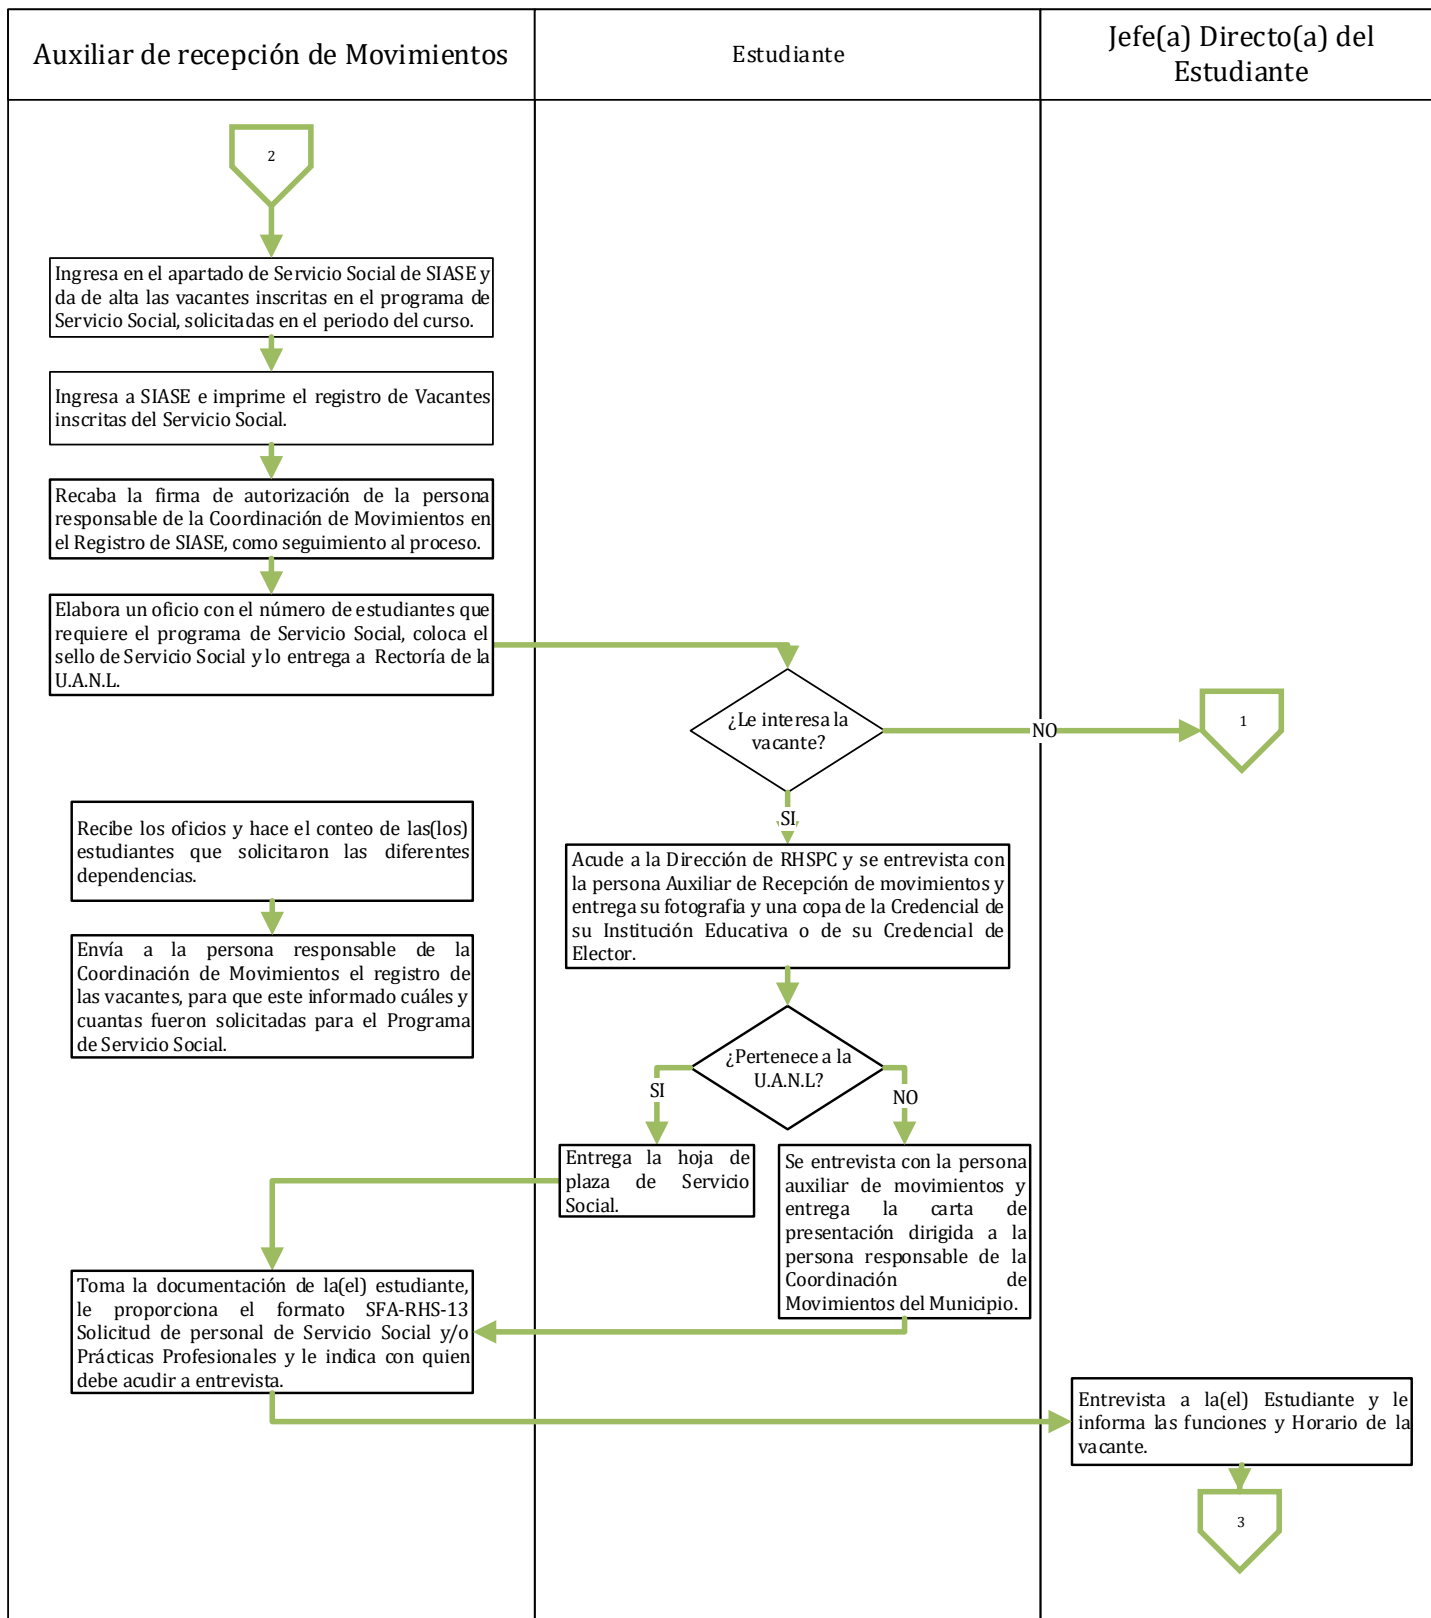 Auxiliar de recepción de Movimientos
Estudiante
Jefe(a) Directo(a) del
Estudiante
2
Ingresa en el apartado de Servicio Social de SIASE y
da de alta las vacantes inscritas en el programa de
Servicio Social, solicitadas en el periodo del curso.
Ingresa a SIASE e imprime el registro de Vacantes
inscritas del Servicio Social.
Recaba la firma de autorización de la persona
responsable de la Coordinación de Movimientos en
el Registro de SIASE, como seguimiento al proceso.
Elabora un oficio con el número de estudiantes que
requiere el programa de Servicio Social, coloca el
sello de Servicio Social y lo entrega a Rectoría de la
U.A.N.L.
¿Le interesa la
vacante?
NO
1
SI
Recibe los oficios y hace el conteo de las(los)
estudiantes que solicitaron las diferentes
dependencias.
Envía a la persona responsable de la
Coordinación de Movimientos el registro de
las vacantes, para que este informado cuáles y
cuantas fueron solicitadas para el Programa
de Servicio Social.
Acude a la Dirección de RHSPC y se entrevista con
la persona Auxiliar de Recepción de movimientos y
entrega su fotografia y una copa de la Credencial de
su Institución Educativa o de su Credencial de
Elector.
¿Pertenece a la
U.A.N.L?
SI
NO
Entrega la hoja de
plaza de Servicio
Social.
Se entrevista con la persona
auxiliar de movimientos y
entrega la carta de
presentación dirigida a la
persona responsable de la
Coordinación de
Movimientos del Municipio.
Toma la documentación de la(el) estudiante,
le proporciona el formato SFA-RHS-13
Solicitud de personal de Servicio Social y/o
Prácticas Profesionales y le indica con quien
debe acudir a entrevista.
Entrevista a la(el) Estudiante y le
informa las funciones y Horario de la
vacante.
3